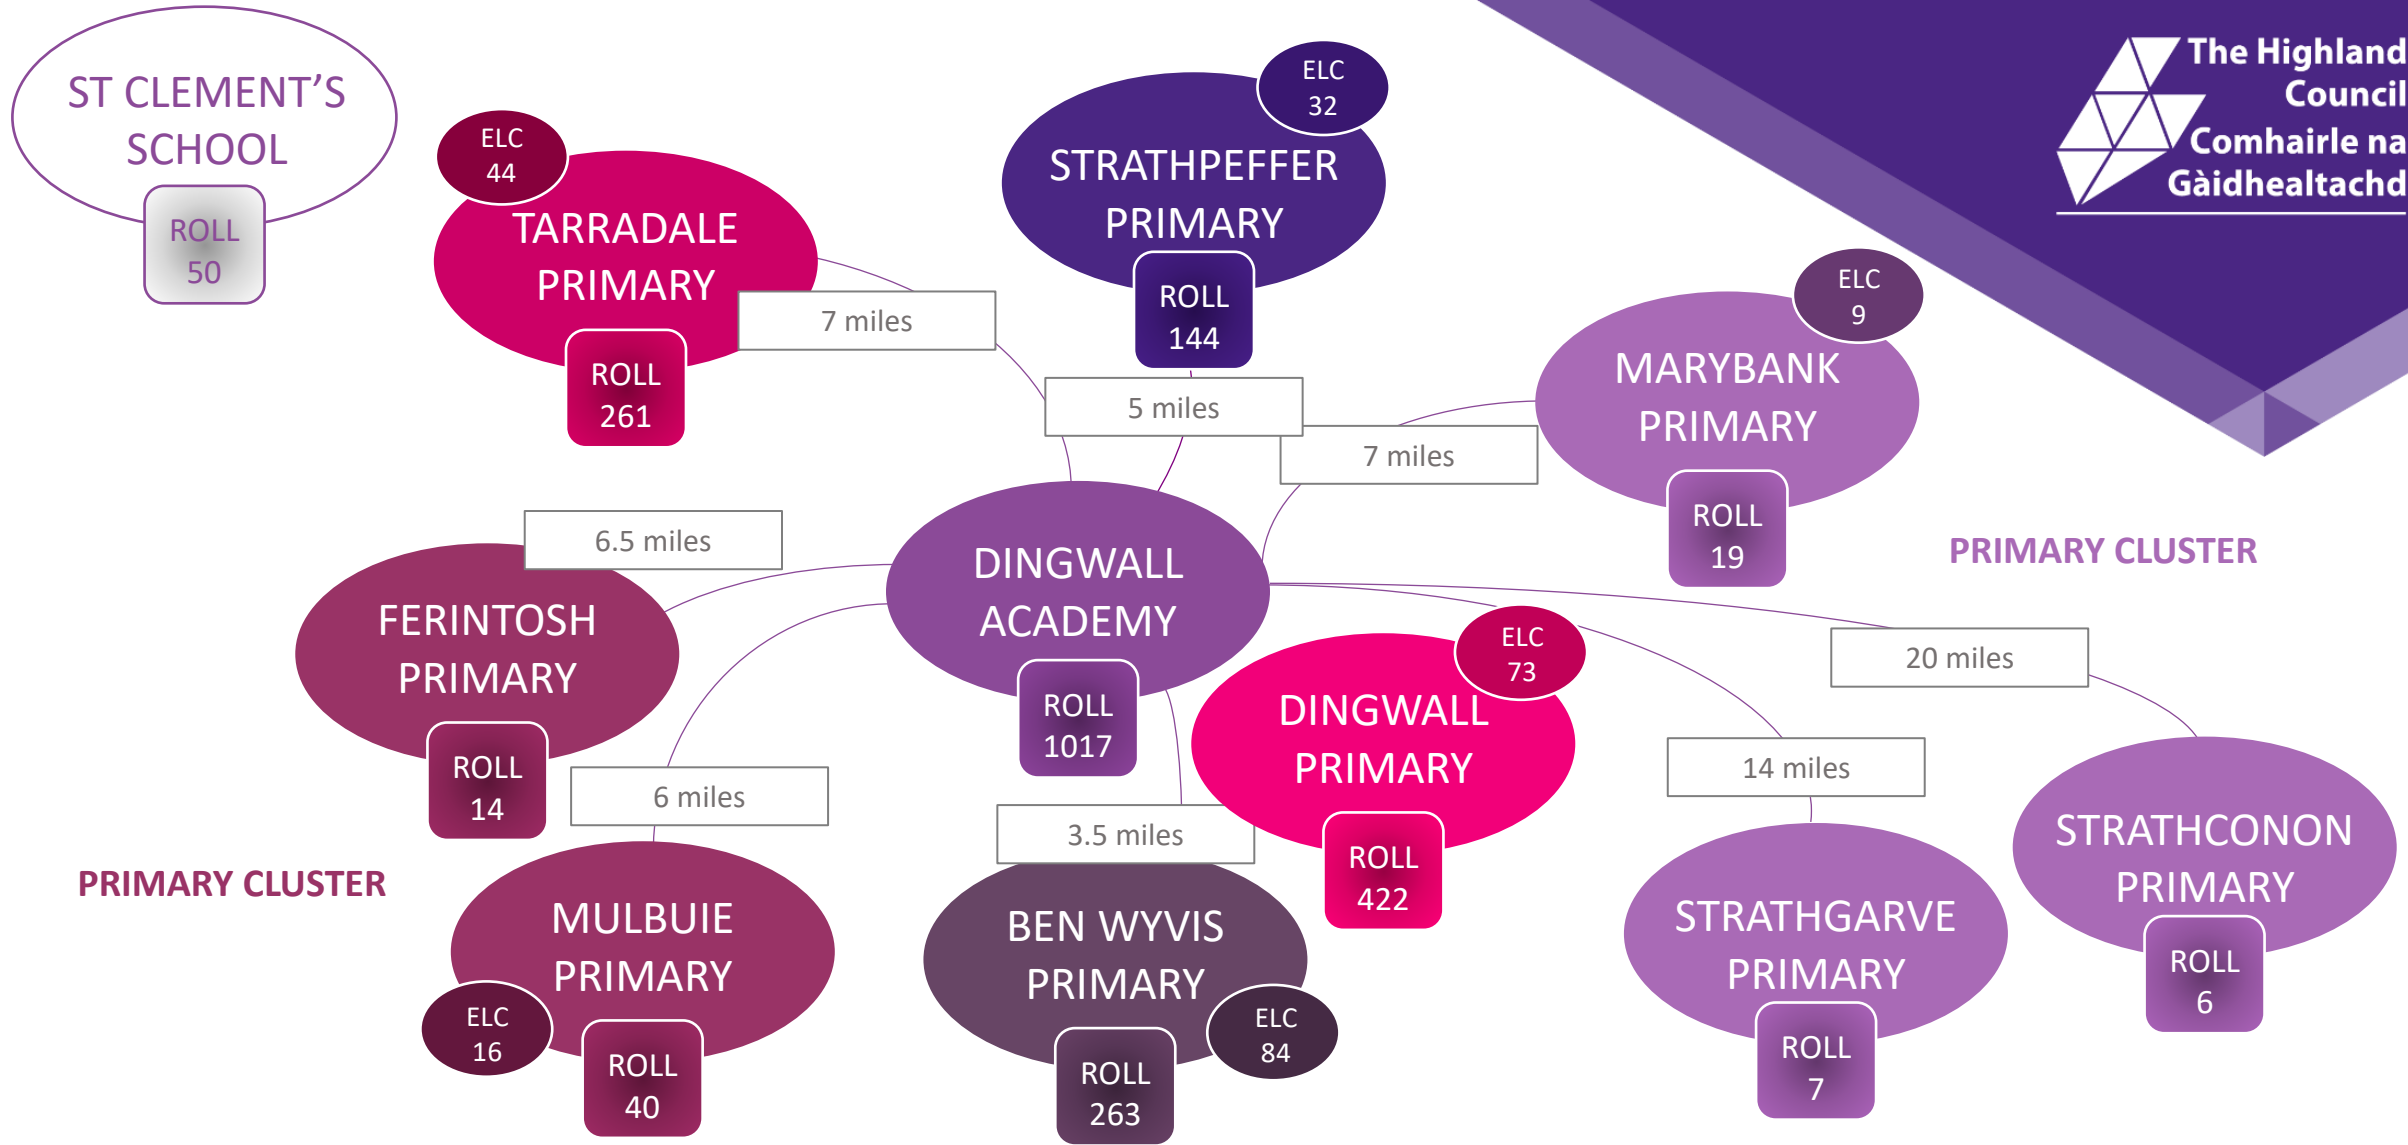 ST CLEMENT’S
SCHOOL
ROLL
50
ELC
44
TARRADALE
PRIMARY
ROLL
261
7 miles
ELC
32
STRATHPEFFER
PRIMARY
ROLL
144
5 miles
The Highland
Council
Comhairle na
Gàidhealtachd
ELC
9
MARYBANK
PRIMARY
ROLL
19
7 miles
PRIMARY CLUSTER
6.5 miles
FERINTOSH
PRIMARY
ROLL
14
DINGWALL
ACADEMY
ROLL
1017
ELC
73
DINGWALL
PRIMARY
ROLL
422
20 miles
14 miles
6 miles
3.5 miles
PRIMARY CLUSTER
MULBUIE
PRIMARY
ELC
16
ROLL
40
BEN WYVIS
PRIMARY
ELC
84
ROLL
263
STRATHGARVE
PRIMARY
ROLL
7
STRATHCONON
PRIMARY
ROLL
6